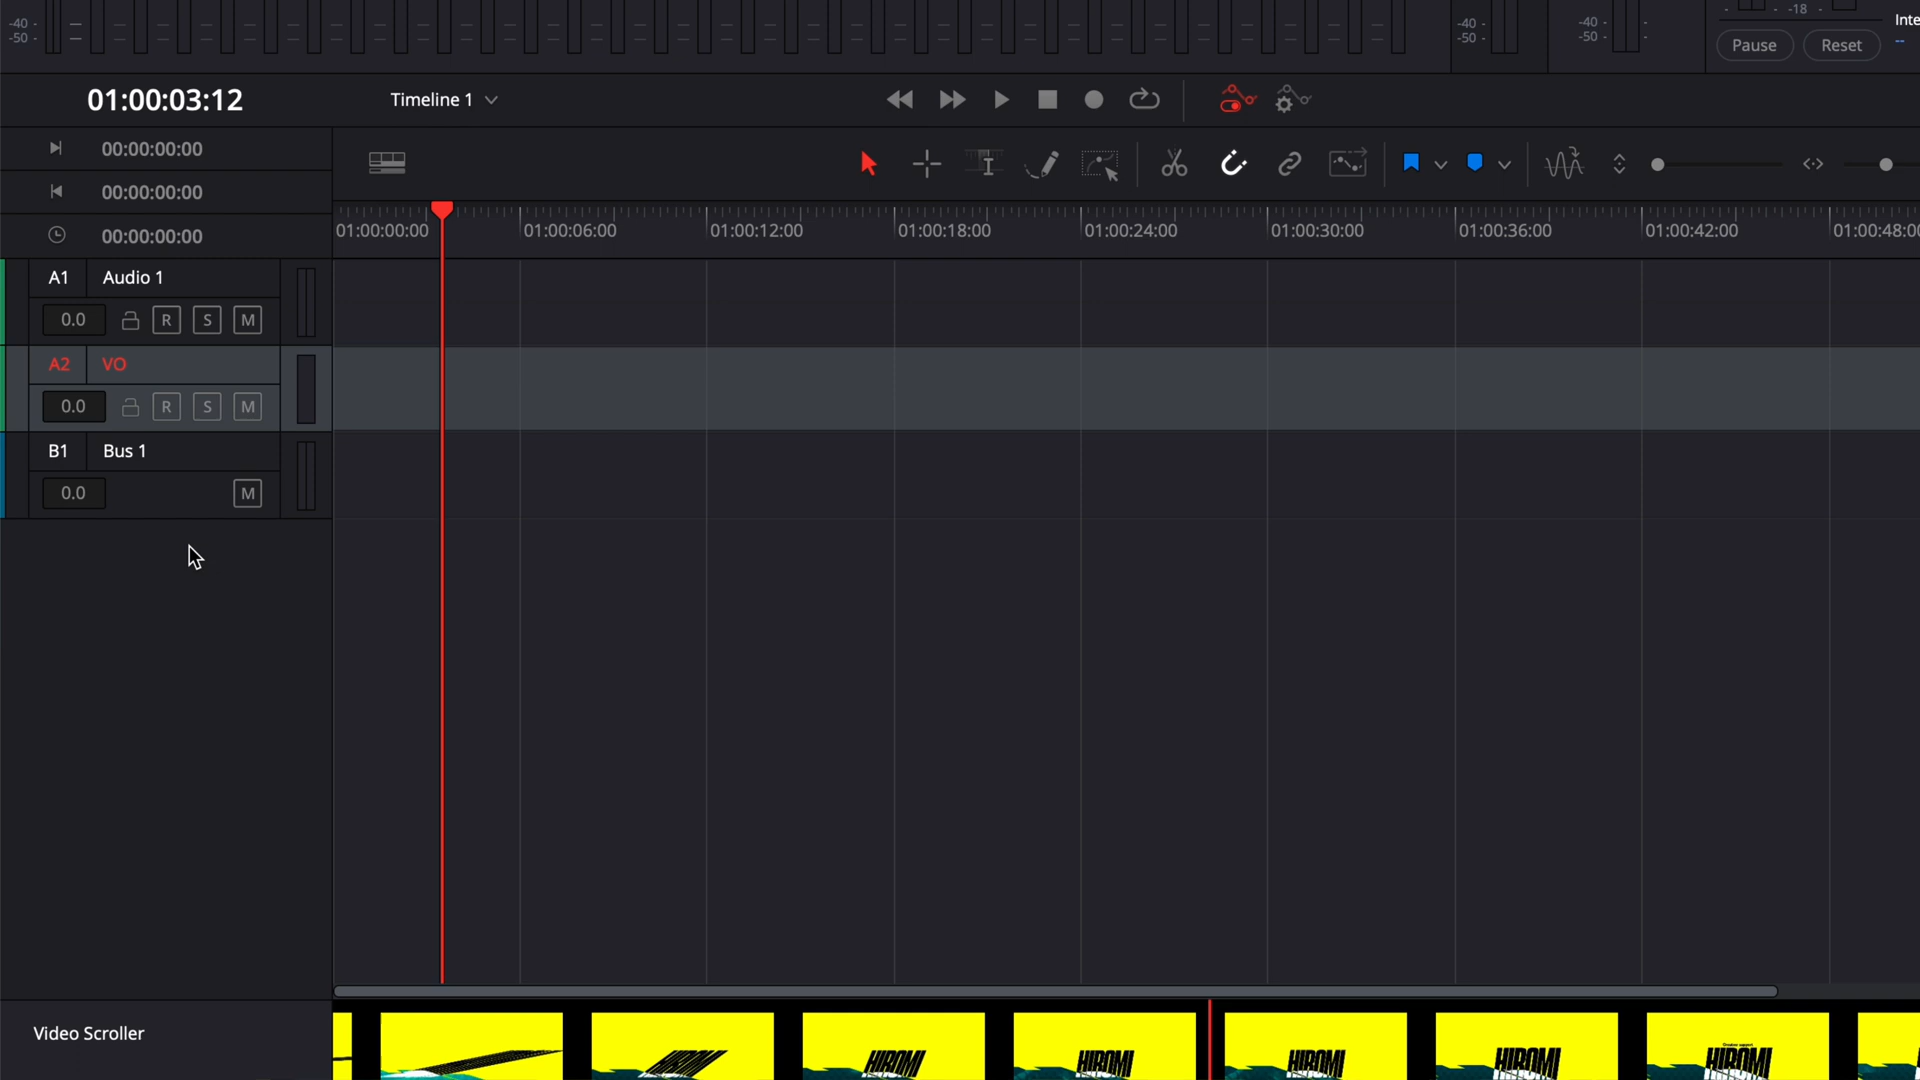 -40 -
-50 -
-40 -
-50 -
-40 -
-50 -
-18 -
Inte
Pause
Reset
--
01:00:03:12
Timeline 1
00:00:00:00
00:00:00:00
00:00:00:00
01:00:00:00
01:00:06:00
01:00:12:00
01:00:18:00
01:00:24:00
01:00:30:00
01:00:36:00
01:00:42:00
01:00:48:00
A1 Audio 1
0.0 R S M
A2 VO
0.0 R S M
B1 Bus 1
0.0 M
Video Scroller
HIROMI
HIROMI
HIROMI
HIROMI
HIROMI
HIROMI